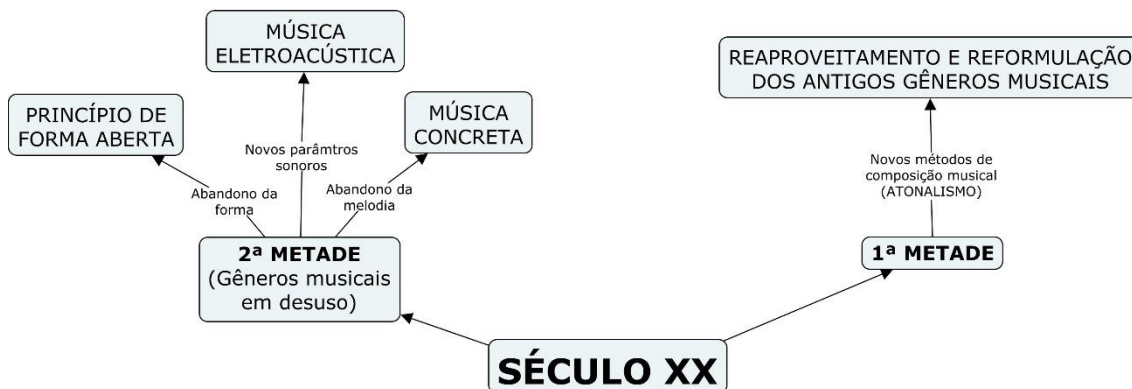 MÚSICA
ELETROACÚSTICA
REAPROVEITAMENTO E REFORMULAÇÃO
DOS ANTIGOS GÊNEROS MUSICAIS
PRINCÍPIO DE
FORMA ABERTA
MÚSICA
CONCRETA
Novos parâmtros
sonoros
Abandono da
forma
Abandono da
melodia
Novos métodos de
composição musical
(ATONALISMO)
2ª METADE
(Gêneros musicais
em desuso)
1ª METADE
SÉCULO XX